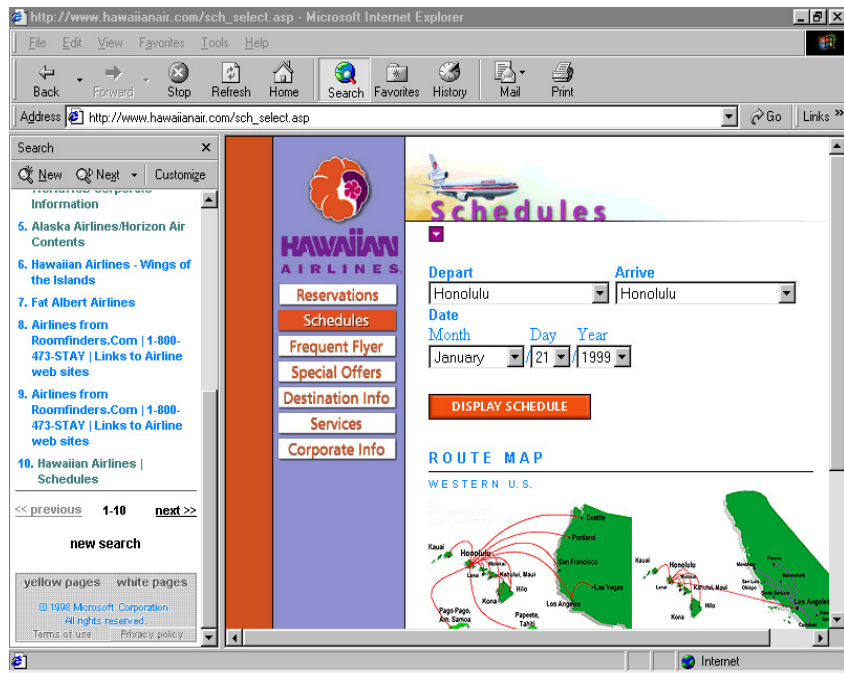 http://www.hawaiianair.com/sch_select.asp - Microsoft Internet Explorer
File Edit View Favorites Tools Help
Back Forward Stop Refresh Home Search Favorites History Mail Print
Address http://www.hawaiianair.com/sch_select.asp Go Links »
Search
New Next Customize
Information
5. Alaska Airlines/Horizon Air
Contents
6. Hawaiian Airlines - Wings of
the Islands
7. Fat Albert Airlines
8. Airlines from
Roomfinders.Com | 1-800-
473-STAY | Links to Airline
web sites
9. Airlines from
Roomfinders.Com | 1-800-
473-STAY | Links to Airline
web sites
10. Hawaiian Airlines |
Schedules
<< previous 1-10 next >>
new search
yellow pages white pages
© 1998 Microsoft Corporation
All rights reserved.
Terms of use Privacy policy
HAWAIIAN
AIRLINES
Reservations
Schedules
Frequent Flyer
Special Offers
Destination Info
Services
Corporate Info
Schedules
Depart Arrive
Honolulu Honolulu
Date
Month Day Year
January / 21 / 1999
DISPLAY SCHEDULE
ROUTE MAP
WESTERN U.S.
Seattle
Portland
San Francisco
Las Vegas
Los Angeles
Kauai
Honolulu
Kahului, Maui
Hilo
Kona
Pago Pago,
Am. Samoa
Papeete,
Tahiti
Kauai
Honolulu
Kahului, Maui
Hilo
Kona
Los Angeles
Internet